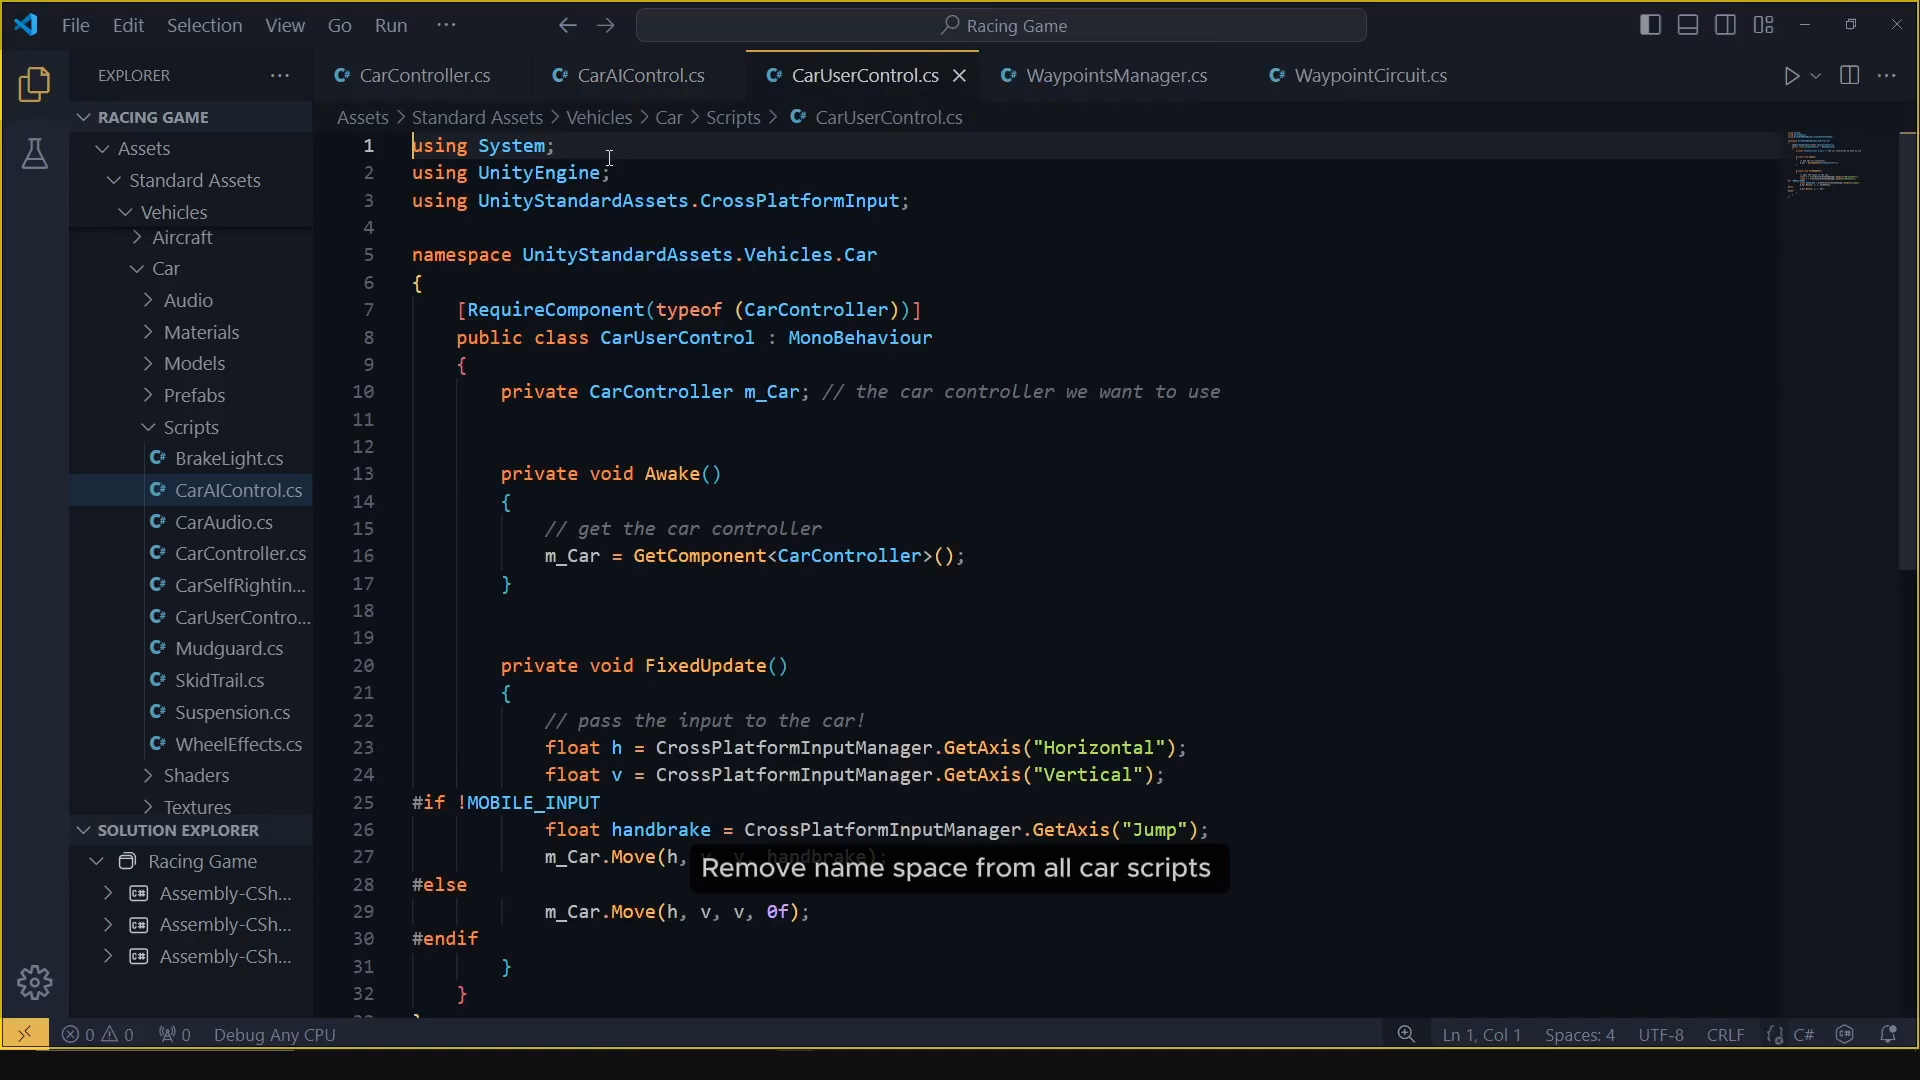 File Edit Selection View Go Run ···
Racing Game
EXPLORER ···
RACING GAME
Assets
Standard Assets
Vehicles
Aircraft
Car
Audio
Materials
Models
Prefabs
Scripts
BrakeLight.cs
CarAIControl.cs
CarAudio.cs
CarController.cs
CarSelfRightin...
CarUserContro...
Mudguard.cs
SkidTrail.cs
Suspension.cs
WheelEffects.cs
Shaders
Textures
SOLUTION EXPLORER
Racing Game
Assembly-CSh...
Assembly-CSh...
Assembly-CSh...
CarController.cs CarAIControl.cs CarUserControl.cs WaypointsManager.cs WaypointCircuit.cs
Assets > Standard Assets > Vehicles > Car > Scripts > CarUserControl.cs
1 using System;
2 using UnityEngine;
3 using UnityStandardAssets.CrossPlatformInput;
4
5 namespace UnityStandardAssets.Vehicles.Car
6 {
7 [RequireComponent(typeof (CarController))]
8 public class CarUserControl : MonoBehaviour
9 {
10 private CarController m_Car; // the car controller we want to use
11
12
13 private void Awake()
14 {
15 // get the car controller
16 m_Car = GetComponent<CarController>();
17 }
18
19
20 private void FixedUpdate()
21 {
22 // pass the input to the car!
23 float h = CrossPlatformInputManager.GetAxis("Horizontal");
24 float v = CrossPlatformInputManager.GetAxis("Vertical");
25 #if !MOBILE_INPUT
26 float handbrake = CrossPlatformInputManager.GetAxis("Jump");
27 m_Car.Move(h, v, v, handbrake);
Remove name space from all car scripts
28 #else
29 m_Car.Move(h, v, v, 0f);
30 #endif
31 }
32 }
0 0 0 Debug Any CPU
Ln 1, Col 1 Spaces: 4 UTF-8 CRLF C#